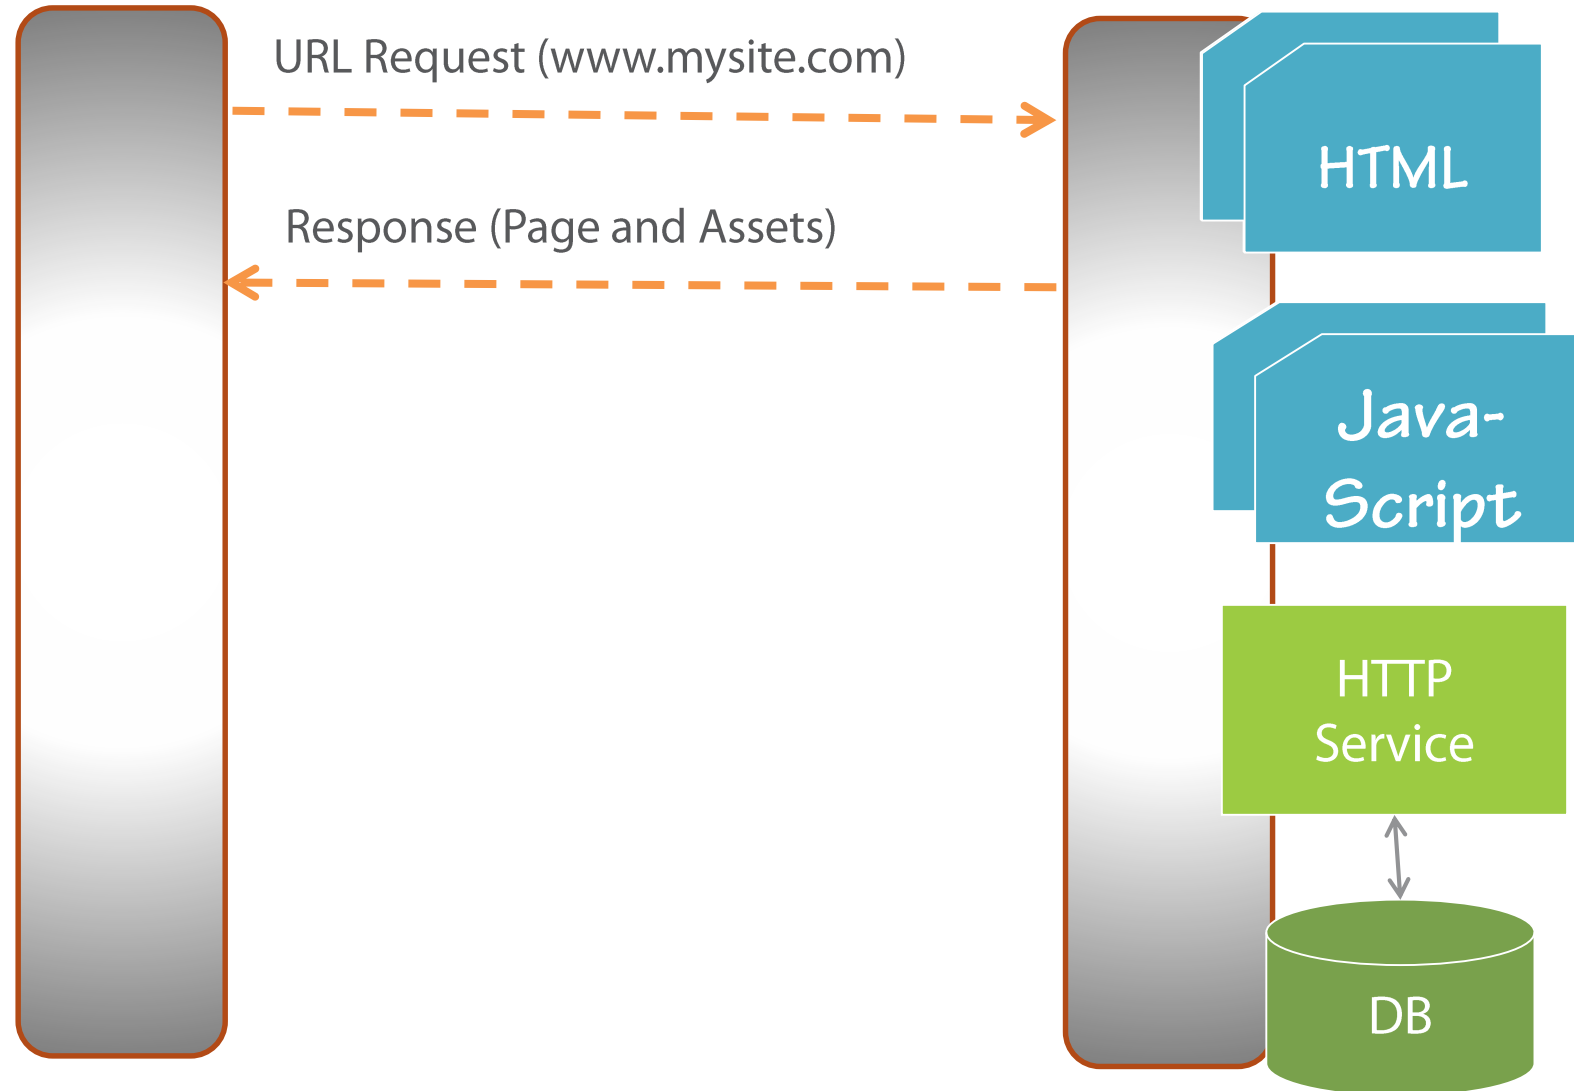 URL Request (www.mysite.com)
Response (Page and Assets)
HTML
Java-
Script
HTTP
Service
DB